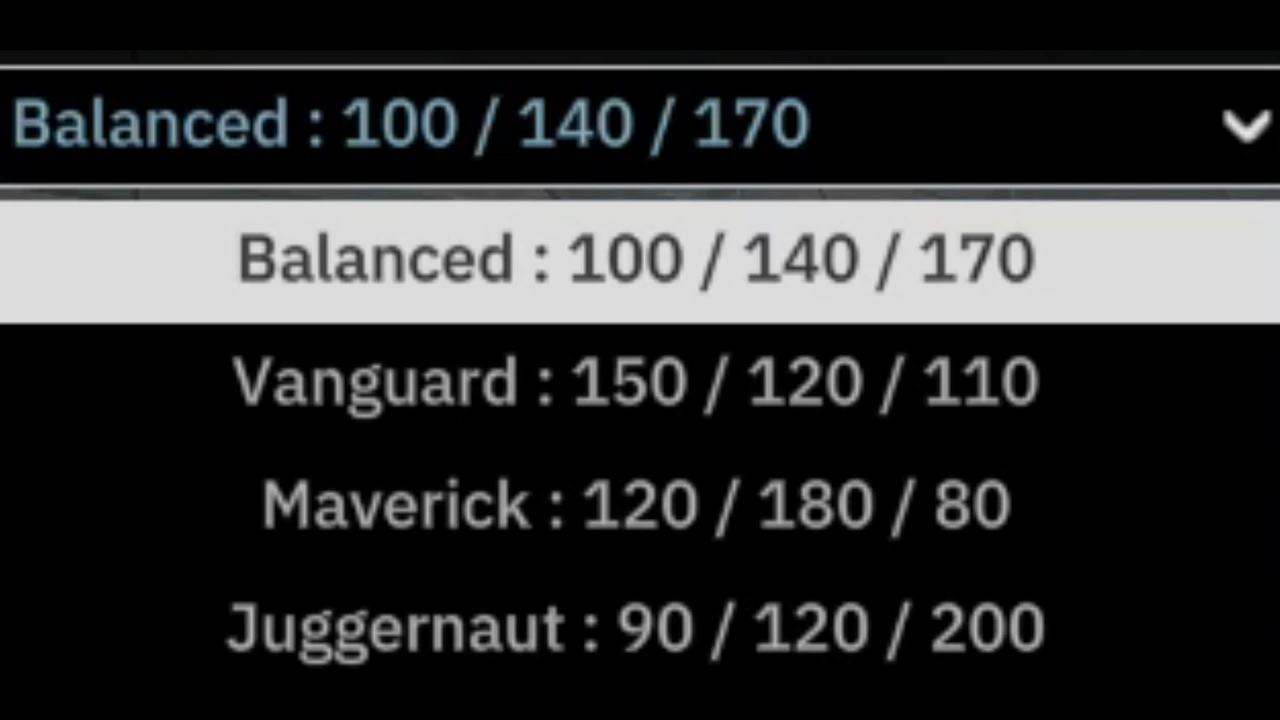 Balanced : 100 / 140 / 170
Balanced : 100 / 140 / 170
Vanguard : 150 / 120 / 110
Maverick : 120 / 180 / 80
Juggernaut : 90 / 120 / 200